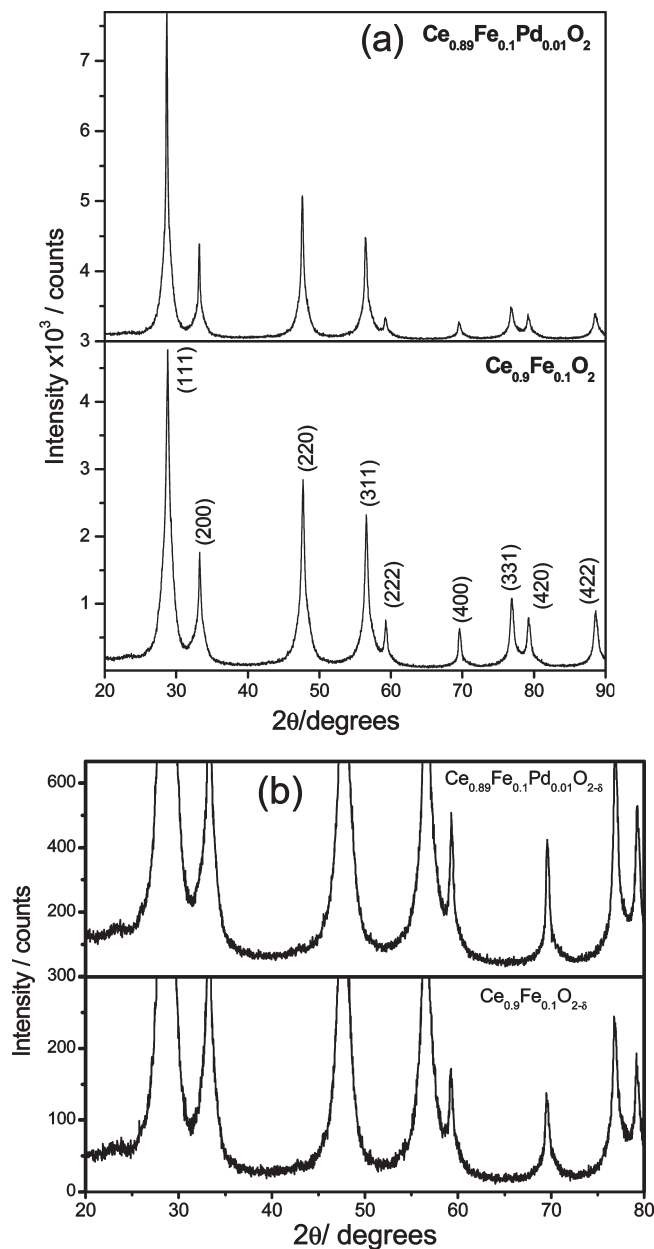 (a)
Ce0.89Fe0.1Pd0.01O2
7
6
5
4
3
Ce0.9Fe0.1O2
(111)
(200)
(220)
(311)
(222)
(400)
(331)
(420)
(422)
4
3
2
1
Intensity x10³ / counts
20 30 40 50 60 70 80 90
2θ/degrees
(b)
Ce0.89Fe0.1Pd0.01O2-δ
600
400
200
Ce0.9Fe0.1O2-δ
300
200
100
0
Intensity / counts
20 30 40 50 60 70 80
2θ/ degrees